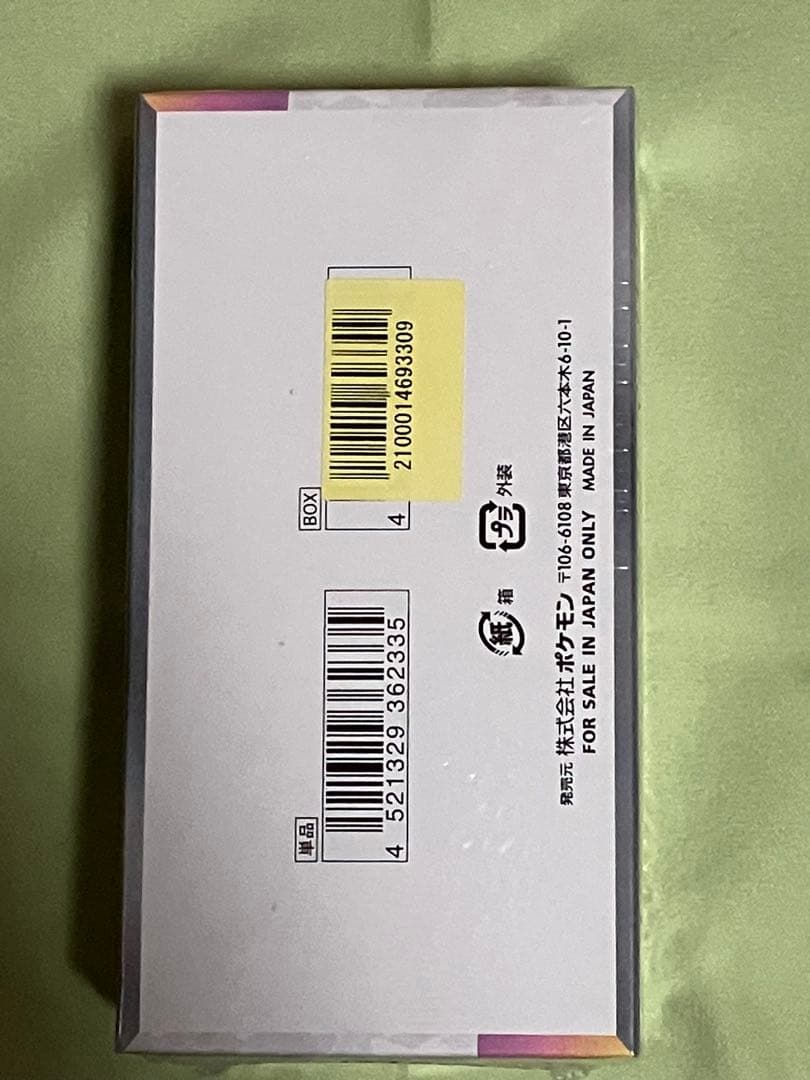 BOX
4
2100014693309
単品
4 521329 362335
紙 箱
プラ 外装
発売元 株式会社 ポケモン 〒106-6108 東京都港区六本木6-10-1
FOR SALE IN JAPAN ONLY MADE IN JAPAN